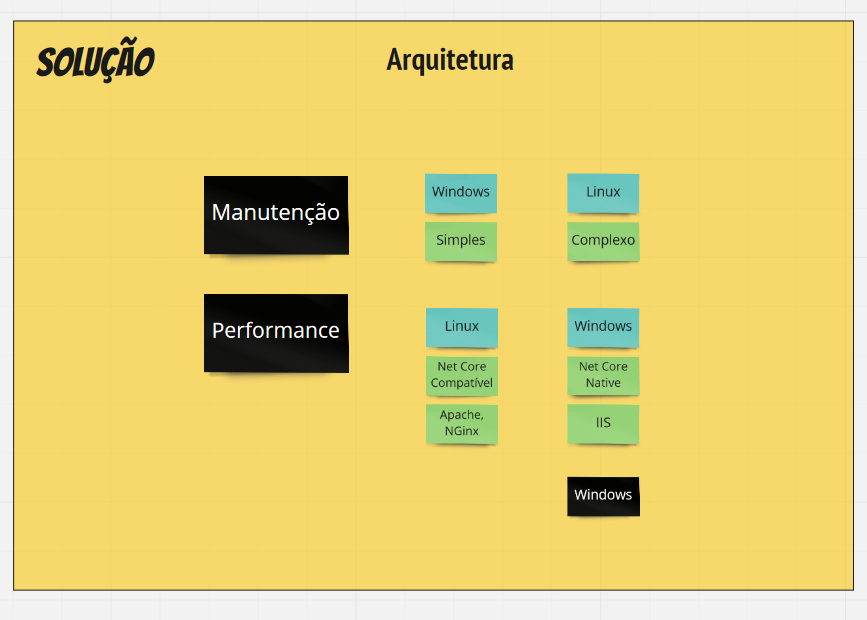 SOLUÇÃO
Arquitetura
Manutenção
Windows
Linux
Simples
Complexo
Performance
Linux
Windows
Net Core
Compatível
Net Core
Native
Apache,
NGinx
IIS
Windows